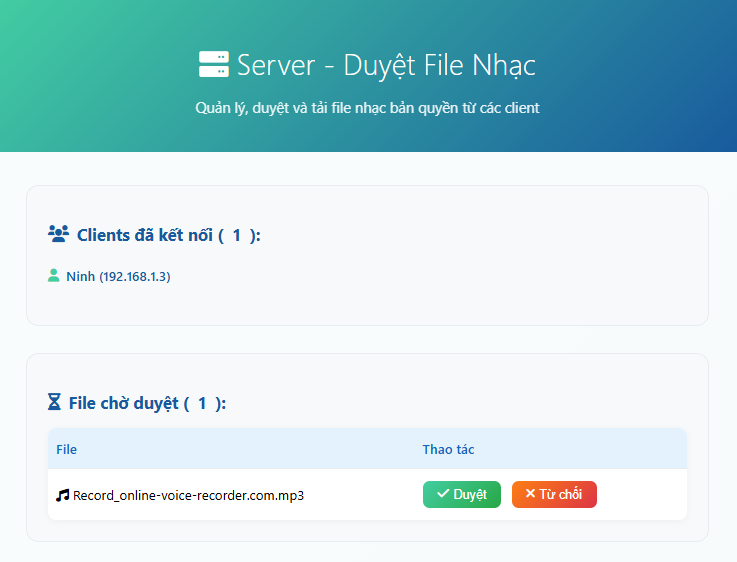 Server - Duyệt File Nhạc
Quản lý, duyệt và tải file nhạc bản quyền từ các client
Clients đã kết nối ( 1 ):
Ninh (192.168.1.3)
File chờ duyệt ( 1 ):
File Thao tác
Record_online-voice-recorder.com.mp3 Duyệt Từ chối